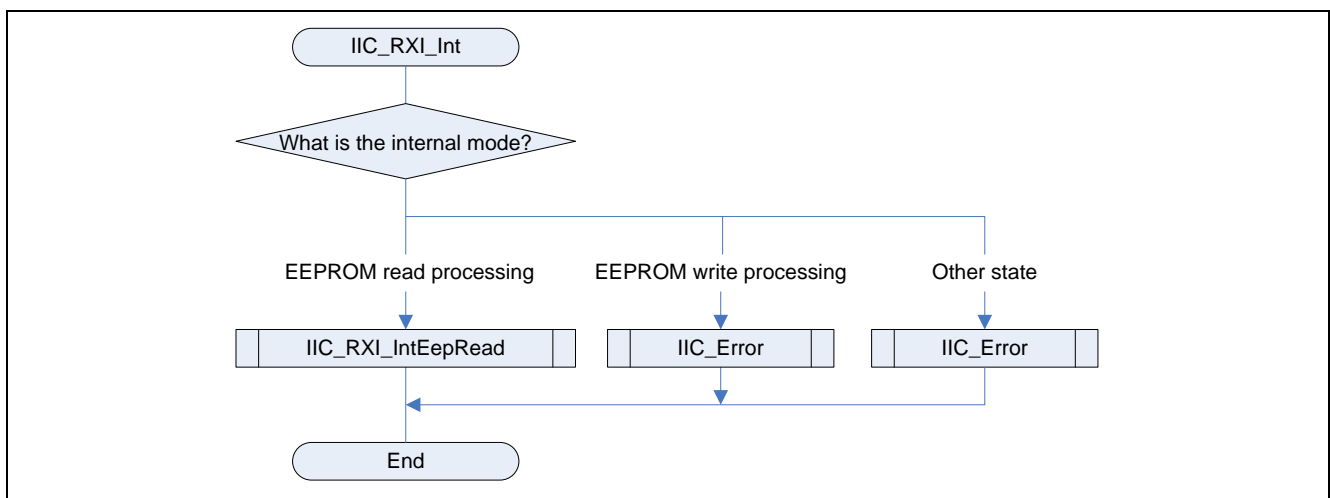 IIC_RXI_Int
What is the internal mode?
EEPROM read processing
EEPROM write processing
Other state
IIC_RXI_IntEepRead
IIC_Error
IIC_Error
End